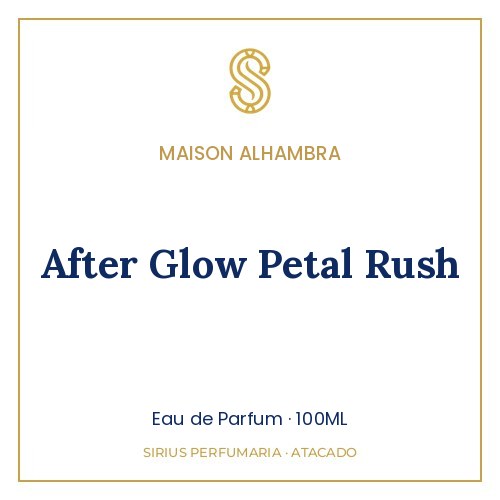 MAISON ALHAMBRA
After Glow Petal Rush
Eau de Parfum · 100ML
SIRIUS PERFUMARIA · ATACADO